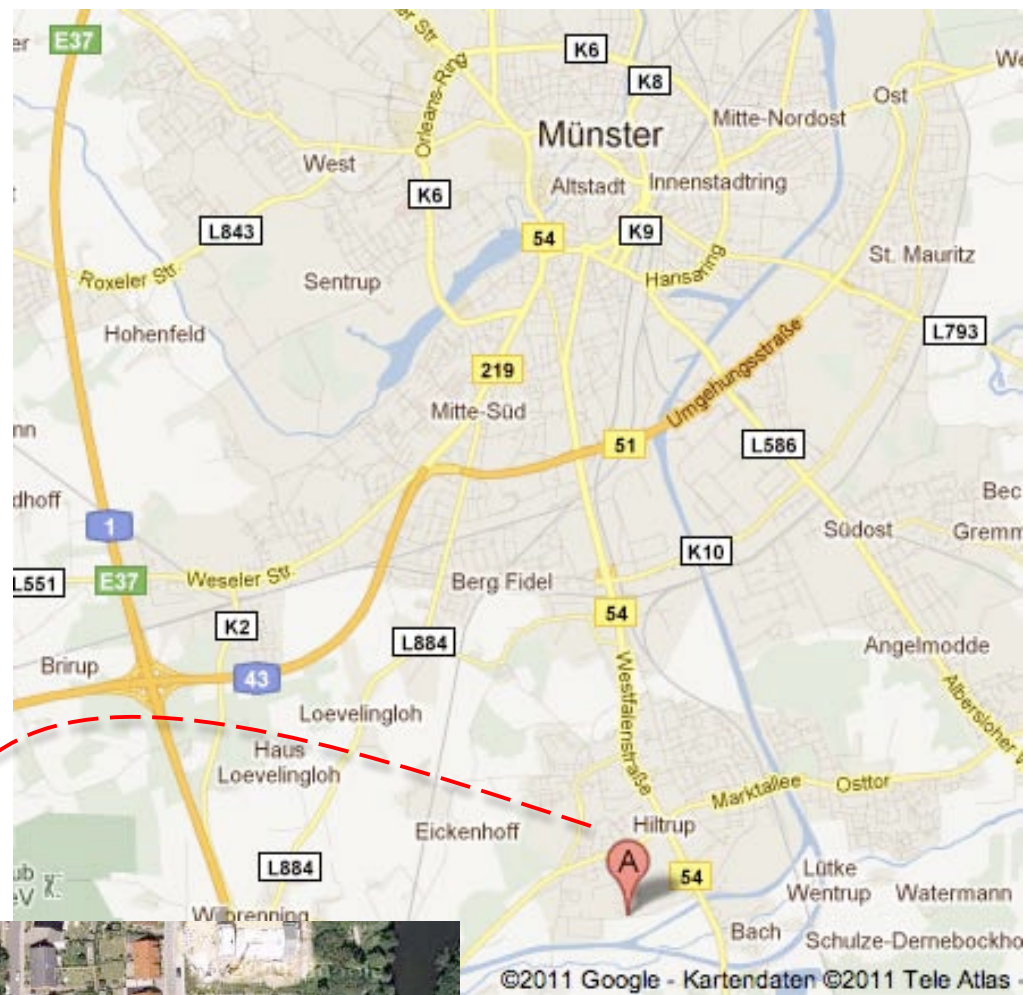 E37
K6
K8
Ost
Mitte-Nordost
Orleans-Ring
Münster
West
Altstadt
Innenstadtring
K6
L843
54
K9
St. Mauritz
Roxeler Str.
Sentrup
Hansaring
Hohenfeld
L793
219
Umgehungsstraße
Mitte-Süd
51
L586
1
Südost
K10
L551
E37
Weseler Str.
Berg Fidel
54
K2
L884
Angelmodde
Brirup
43
Westfalenstraße
Loevelingloh
Albersloher
Haus
Loevelingloh
Marktallee
Osttor
Eickenhoff
Hiltrup
A
L884
54
Lütke
Wentrup
Watermann
Bach
Schulze-Dernebockho
©2011 Google - Kartendaten ©2011 Tele Atlas -